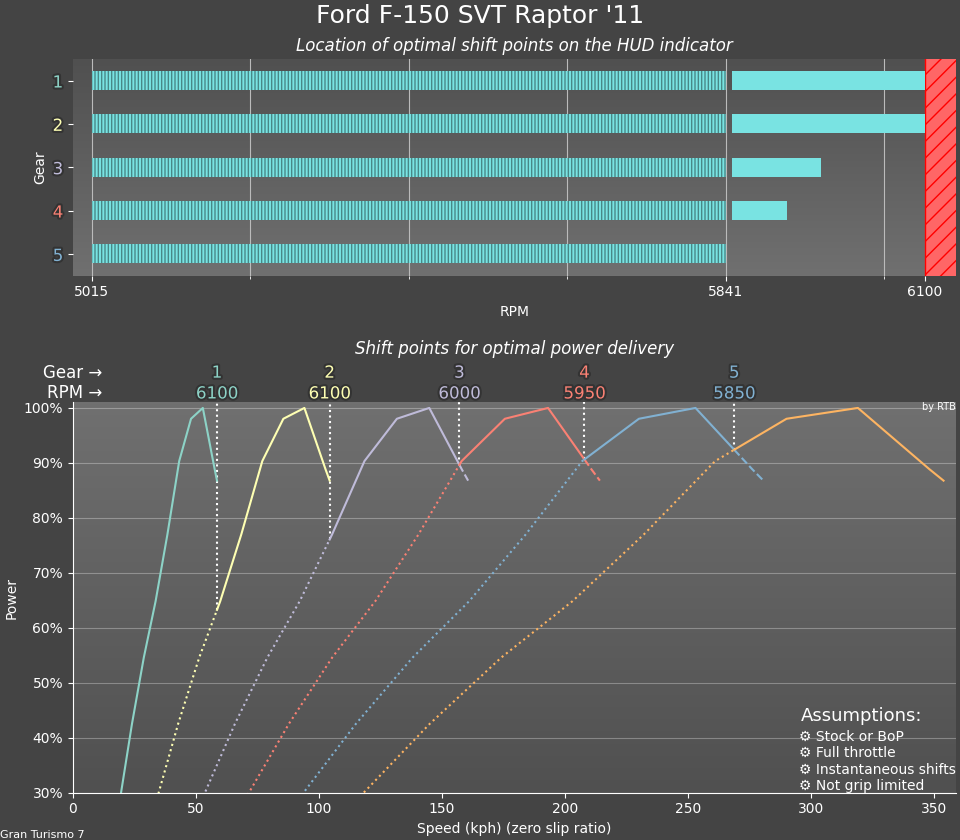 Ford F-150 SVT Raptor '11
Location of optimal shift points on the HUD indicator
Gear
1
2
3
4
5
5015 5841 6100
RPM
Shift points for optimal power delivery
Gear → 1 2 3 4 5
RPM → 6100 6100 6000 5950 5850
by RTB
Power
100%
90%
80%
70%
60%
50%
40%
30%
Assumptions:
⚙ Stock or BoP
⚙ Full throttle
⚙ Instantaneous shifts
⚙ Not grip limited
0 50 100 150 200 250 300 350
Speed (kph) (zero slip ratio)
Gran Turismo 7